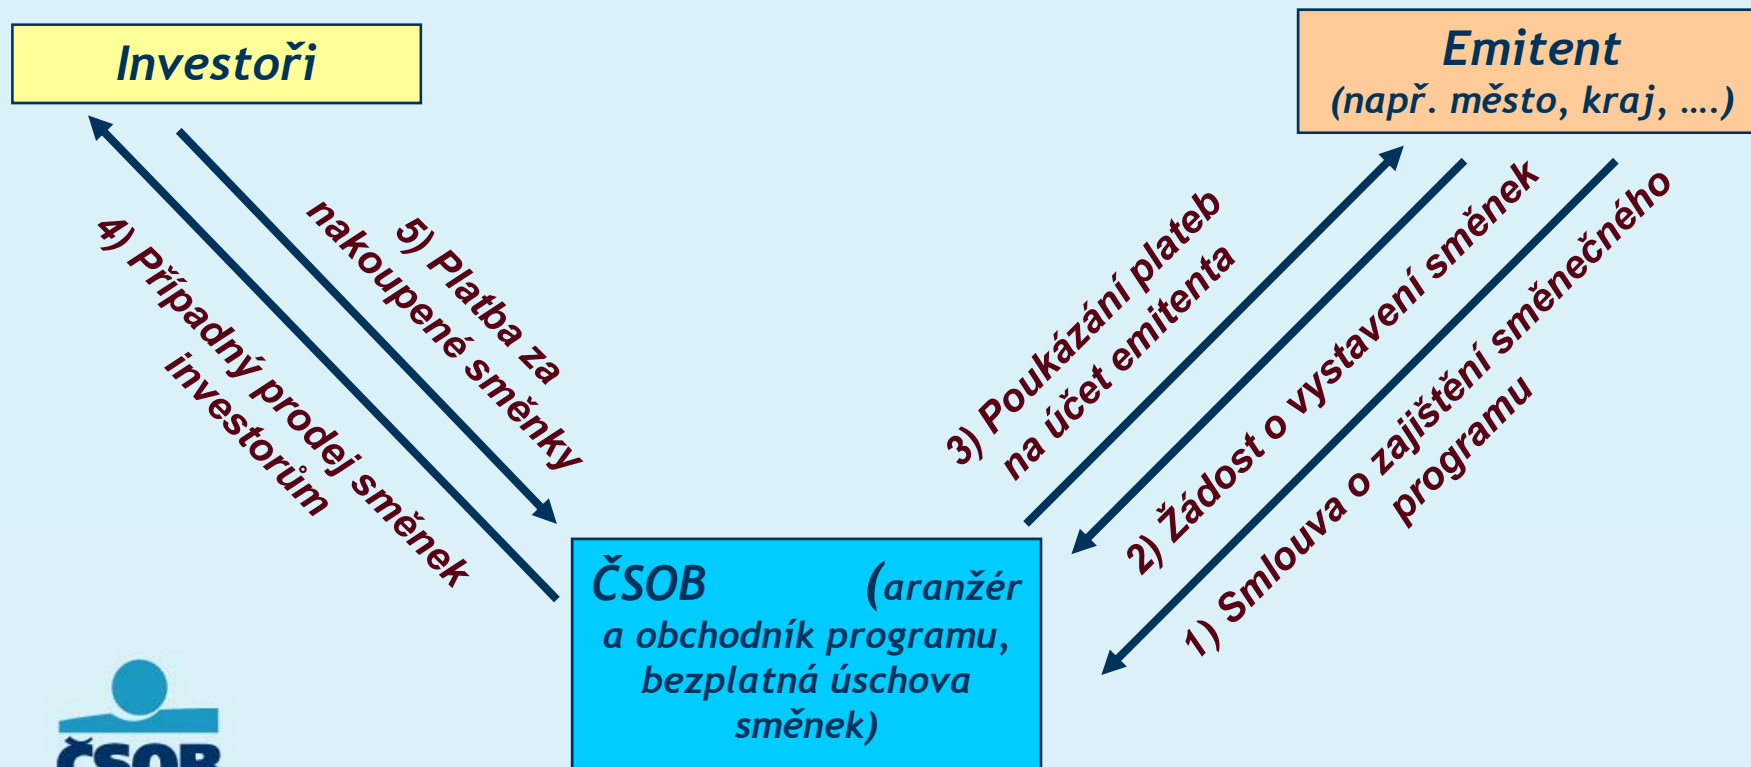 Investoři
Emitent
(např. město, kraj, ….)
4) Případný prodej směnek
investorům
5) Platba za
nakoupené směnky
3) Poukázání plateb
na účet emitenta
2) Žádost o vystavení směnek
1) Smlouva o zajištění směnečného
programu
ČSOB (aranžér
a obchodník programu,
bezplatná úschova
směnek)
ČSOB